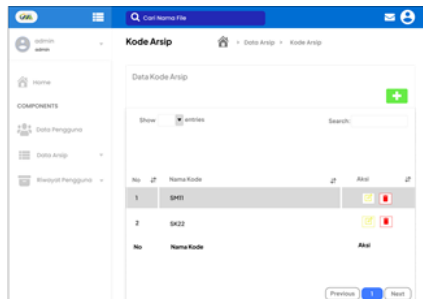 Cari Nama File
admin
admin
Home
COMPONENTS
Data Pengguna
Data Arsip
Riwayat Pengguna
Kode Arsip
Data Arsip
Kode Arsip
Data Kode Arsip
Show entries
Search:
No Nama Kode Aksi
1 SM11
2 SK22
No Nama Kode Aksi
Previous 1 Next